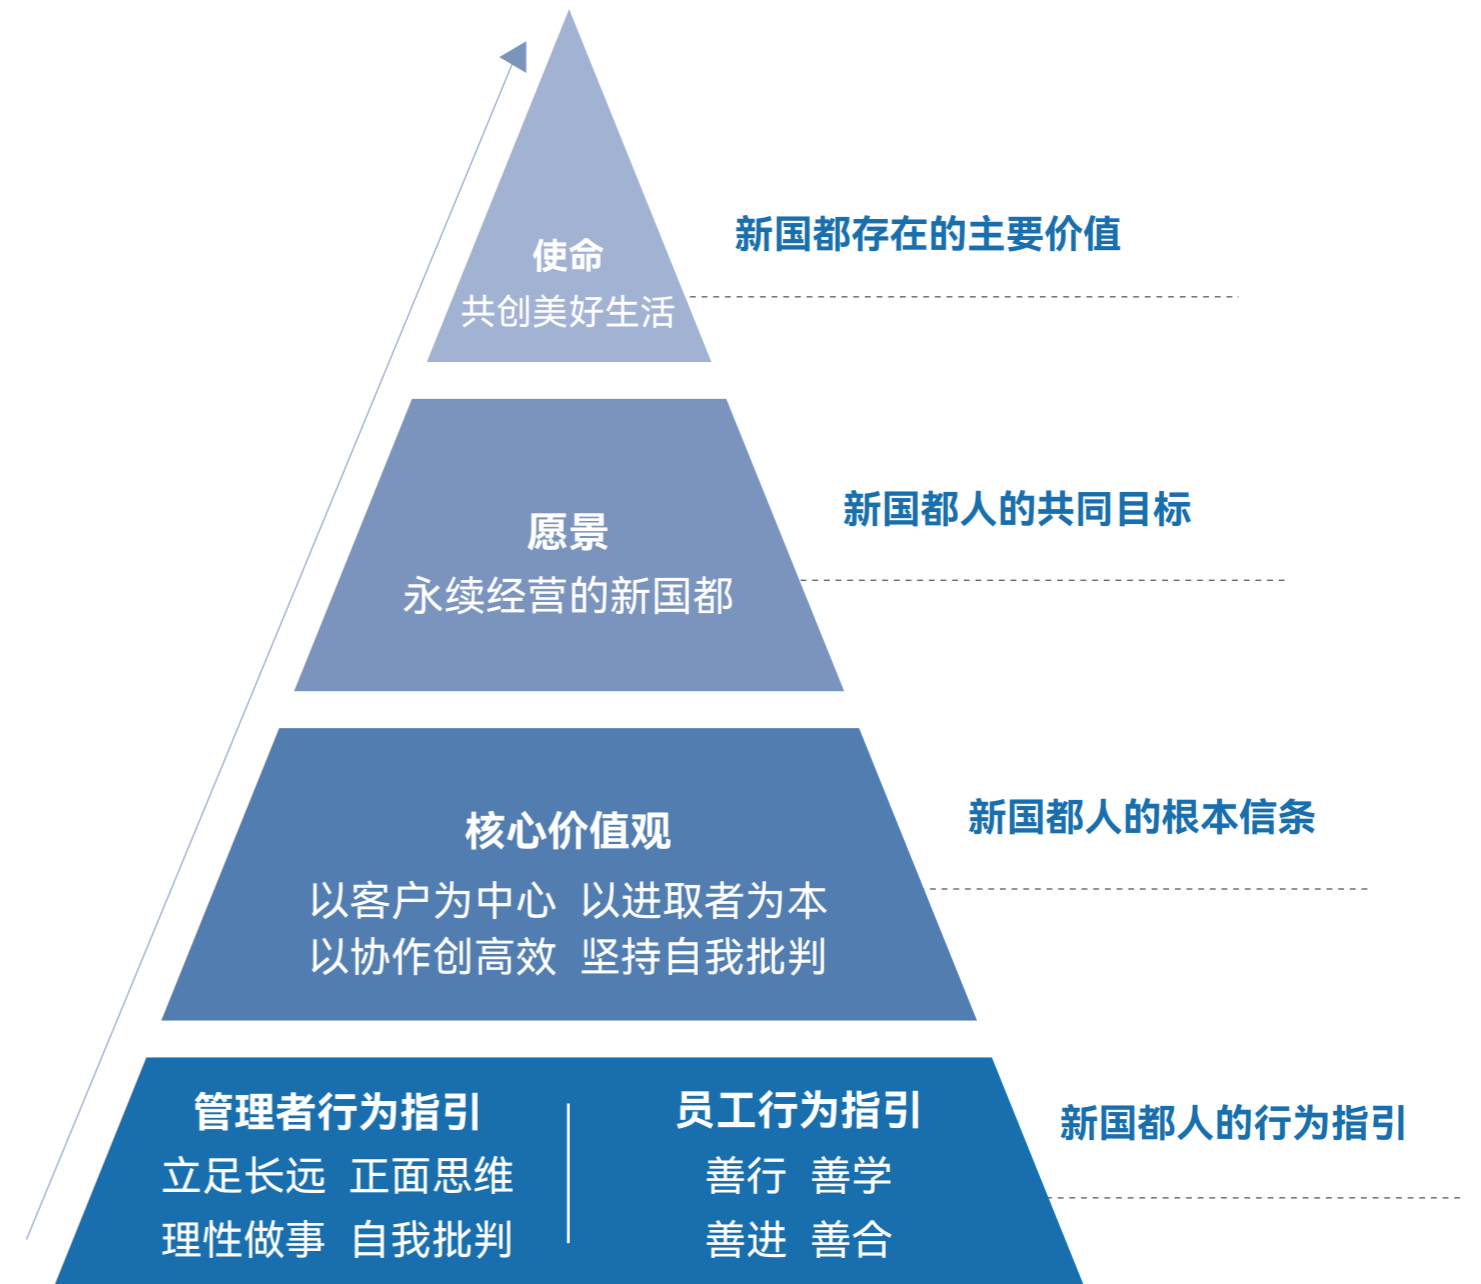 使命
共创美好生活
新国都存在的主要价值
愿景
永续经营的新国都
新国都人的共同目标
核心价值观
以客户为中心 以进取者为本
以协作创高效 坚持自我批判
新国都人的根本信条
管理者行为指引
立足长远 正面思维
理性做事 自我批判
员工行为指引
善行 善学
善进 善合
新国都人的行为指引